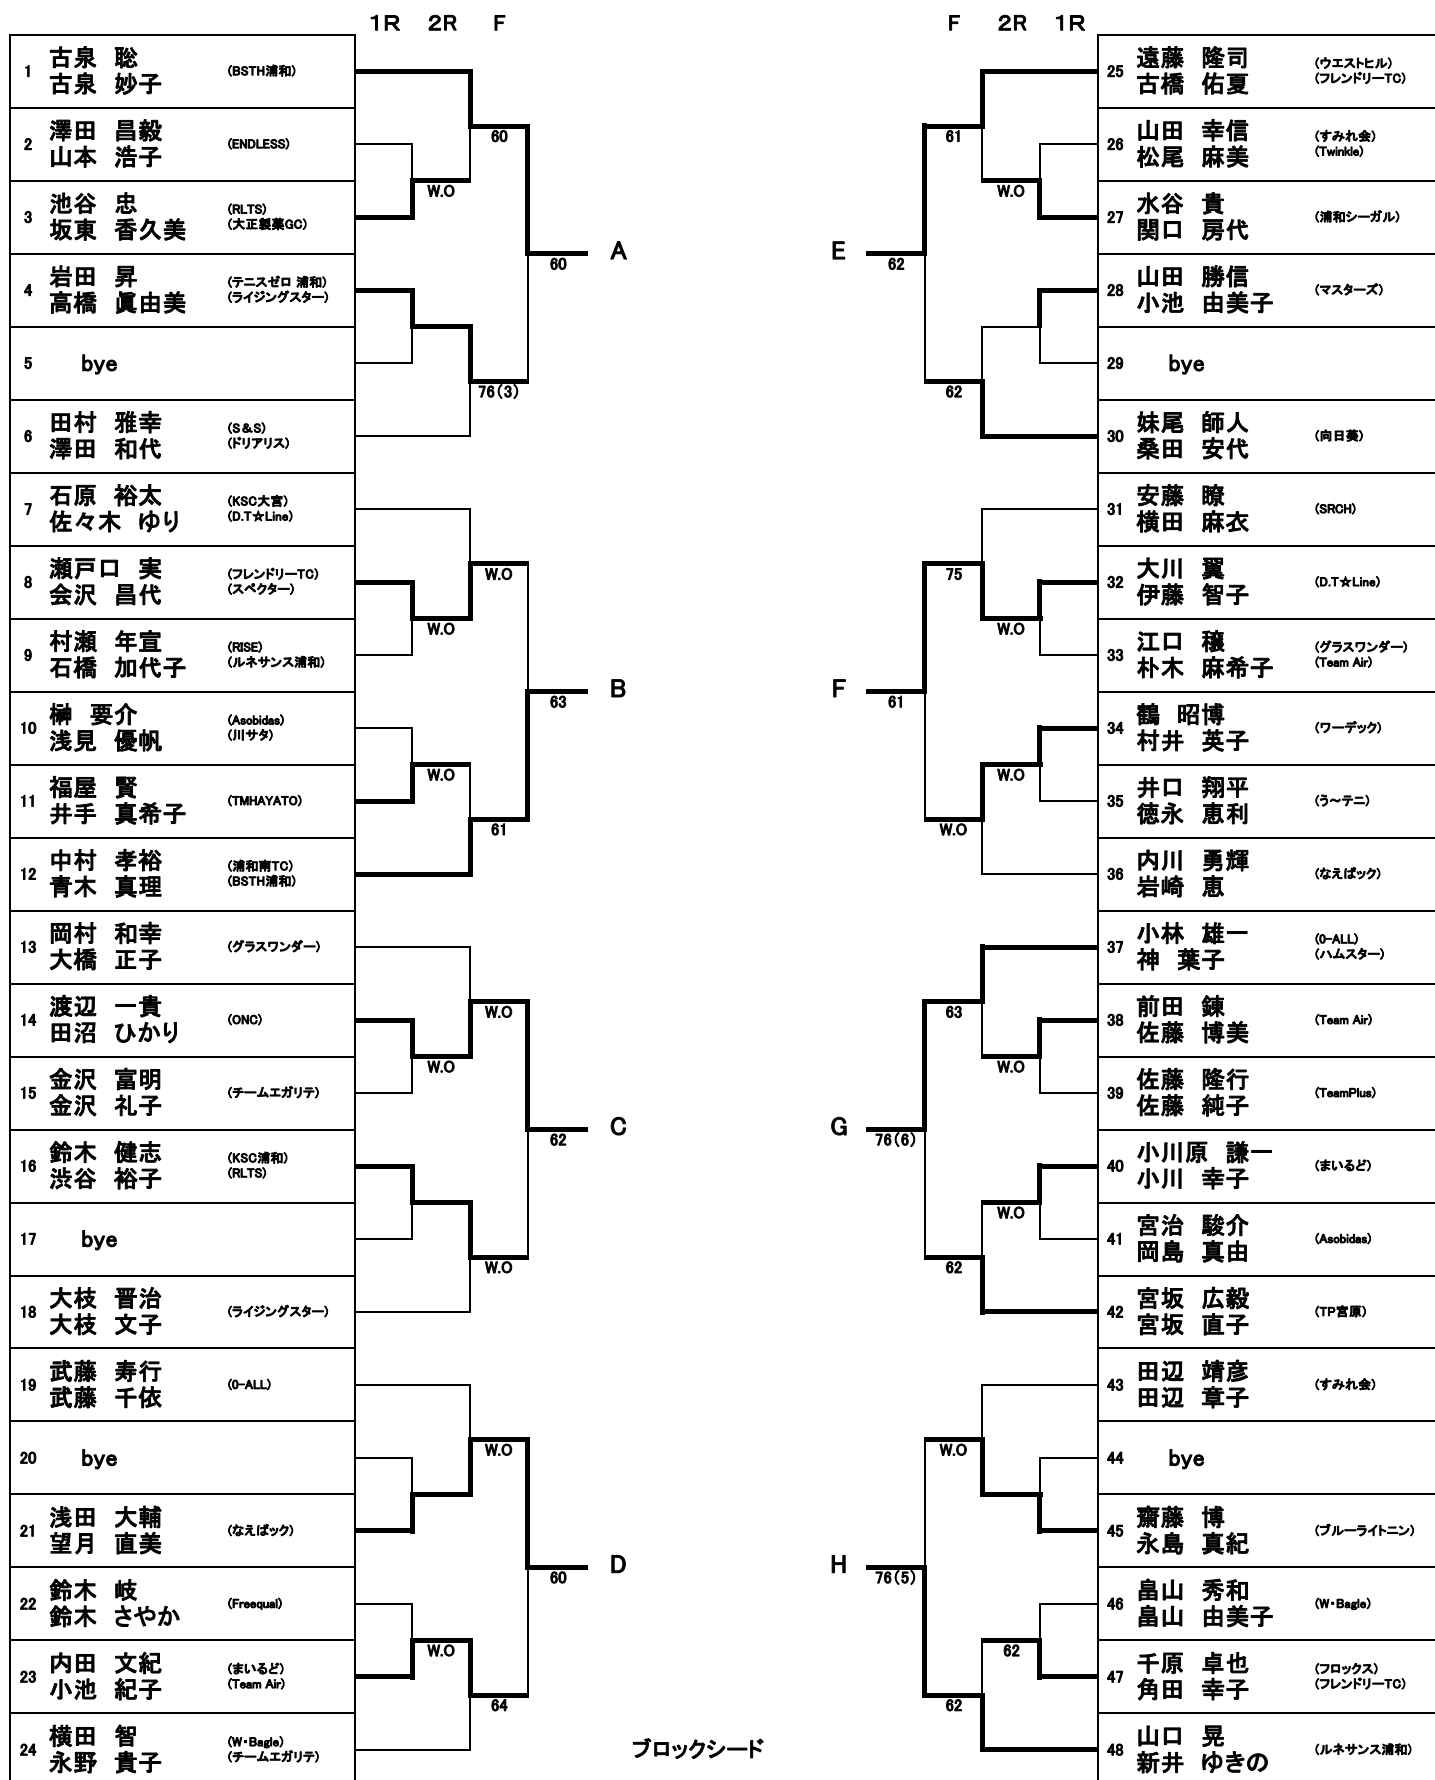 1R 2R F
F 2R 1R
1 古泉 聡 (BSTH浦和)
古泉 妙子
60
2 澤田 昌毅 (ENDLESS)
山本 浩子
W.O
3 池谷 忠 (RLTS)
坂東 香久美 (大正製薬GC)
60 A
4 岩田 昇 (テニスゼロ 浦和)
高橋 眞由美 (ライジングスター)
5 bye
76(3)
6 田村 雅幸 (S&S)
澤田 和代 (ドリアリス)
7 石原 裕太 (KSC大宮)
佐々木 ゆり (D.T☆Line)
W.O
8 瀬戸口 実 (フレンドリーTC)
会沢 昌代 (スペクター)
W.O
9 村瀬 年宣 (RISE)
石橋 加代子 (ルネサンス浦和)
63 B
10 榊 要介 (Asobidas)
浅見 優帆 (川サタ)
W.O
11 福屋 賢 (TMHAYATO)
井手 真希子
61
12 中村 孝裕 (浦和南TC)
青木 真理 (BSTH浦和)
13 岡村 和幸 (グラスワンダー)
大橋 正子
W.O
14 渡辺 一貴 (ONC)
田沼 ひかり
W.O
15 金沢 富明 (チームエガリテ)
金沢 礼子
62 C
16 鈴木 健志 (KSC浦和)
渋谷 裕子 (RLTS)
17 bye
W.O
18 大枝 晋治 (ライジングスター)
大枝 文子
19 武藤 寿行 (0-ALL)
武藤 千依
W.O
20 bye
21 浅田 大輔 (なえぱック)
望月 直美
60 D
22 鈴木 岐 (Freequal)
鈴木 さやか
W.O
23 内田 文紀 (まいるど)
小池 紀子 (Team Air)
64
24 横田 智 (W・Bagle)
永野 貴子 (チームエガリテ)
ブロックシード
25 遠藤 隆司 (ウエストヒル)
古橋 佑夏 (フレンドリーTC)
61
26 山田 幸信 (すみれ会)
松尾 麻美 (Twinkle)
W.O
27 水谷 貴 (浦和シーガル)
関口 房代
E 62
28 山田 勝信 (マスターズ)
小池 由美子
29 bye
62
30 妹尾 師人 (向日葵)
桑田 安代
31 安藤 瞭 (SRCH)
横田 麻衣
75
32 大川 翼 (D.T☆Line)
伊藤 智子
W.O
33 江口 穣 (グラスワンダー)
朴木 麻希子 (Team Air)
F 61
34 鶴 昭博 (ワーデック)
村井 英子
W.O
35 井口 翔平 (う～テニ)
徳永 恵利
W.O
36 内川 勇輝 (なえぱック)
岩崎 恵
37 小林 雄一 (0-ALL)
神 葉子 (ハムスター)
63
38 前田 錬 (Team Air)
佐藤 博美
W.O
39 佐藤 隆行 (TeamPlus)
佐藤 純子
G 76(6)
40 小川原 謙一 (まいるど)
小川 幸子
W.O
41 宮治 駿介 (Asobidas)
岡島 真由
62
42 宮坂 広毅 (TP宮原)
宮坂 直子
43 田辺 靖彦 (すみれ会)
田辺 章子
W.O
44 bye
45 齋藤 博 (ブルーライトニン)
永島 真紀
H 76(5)
46 畠山 秀和 (W・Bagle)
畠山 由美子
62
47 千原 卓也 (フロックス)
角田 幸子 (フレンドリーTC)
62
48 山口 晃 (ルネサンス浦和)
新井 ゆきの